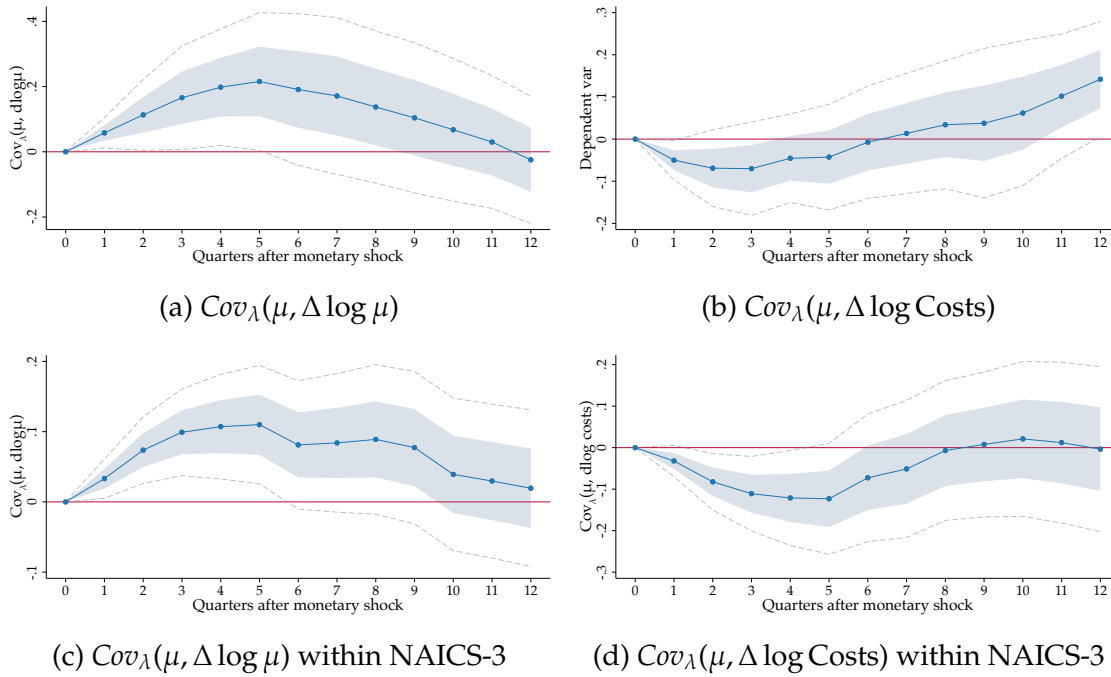 Cov_λ(μ, dlogμ)
.4
.2
0
-.2
0 1 2 3 4 5 6 7 8 9 10 11 12
Quarters after monetary shock
(a) Cov_λ(μ, Δ log μ)
Dependent var
.3
.2
.1
0
-.1
-.2
0 1 2 3 4 5 6 7 8 9 10 11 12
Quarters after monetary shock
(b) Cov_λ(μ, Δ log Costs)
Cov_λ(μ, dlogμ)
.2
.1
0
-.1
0 1 2 3 4 5 6 7 8 9 10 11 12
Quarters after monetary shock
(c) Cov_λ(μ, Δ log μ) within NAICS-3
Cov_λ(μ, dlog costs)
.2
.1
0
-.1
-.2
-.3
0 1 2 3 4 5 6 7 8 9 10 11 12
Quarters after monetary shock
(d) Cov_λ(μ, Δ log Costs) within NAICS-3